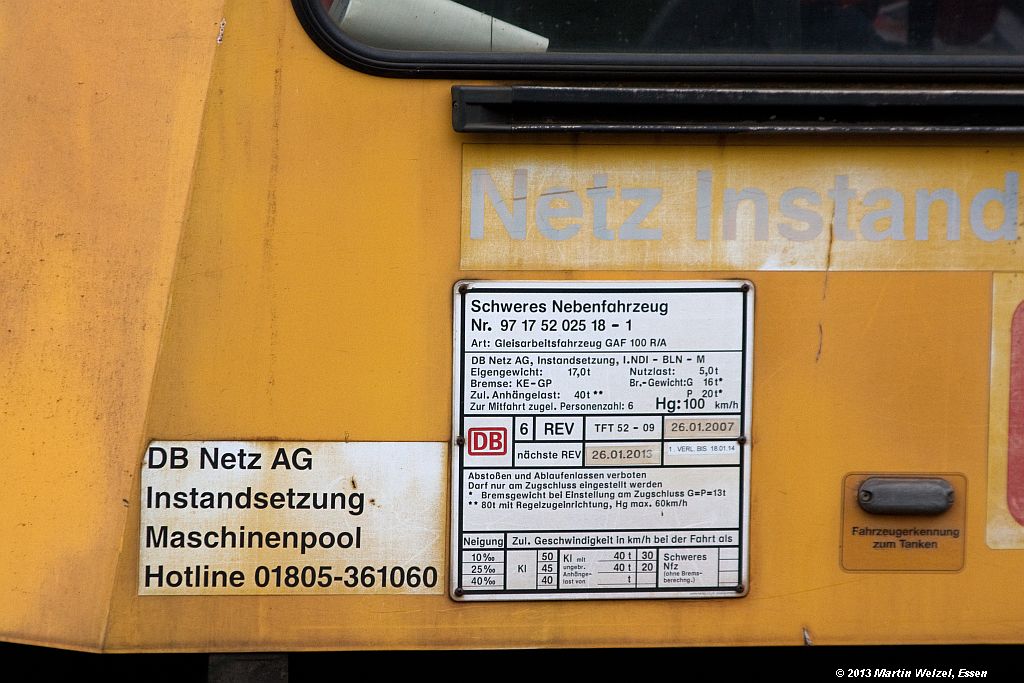 Netz Instand
Schweres Nebenfahrzeug
Nr. 97 17 52 025 18 - 1
Art: Gleisarbeitsfahrzeug GAF 100 R/A
DB Netz AG, Instandsetzung, I.NDI - BLN - M
Eigengewicht: 17,0t Nutzlast: 5,0t
Bremse: KE-GP Br.-Gewicht: G 16t*
Zul. Anhängelast: 40t ** P 20t*
Zur Mitfahrt zugel. Personenzahl: 6 Hg: 100 km/h
DB 6 REV TFT 52 - 09 26.01.2007
nächste REV 26.01.2013 1. VERL. BIS 18.01.14
Abstoßen und Ablaufenlassen verboten
Darf nur am Zugschluss eingestellt werden
* Bremsgewicht bei Einstellung am Zugschluss G=P=13t
** 80t mit Regelzugeinrichtung, Hg max. 60km/h
Neigung Zul. Geschwindigkeit in km/h bei der Fahrt als
10 ‰ 50 Kl mit 40 t 30 Schweres
25 ‰ Kl 45 ungebr. 40 t 20 Nfz
40 ‰ 40 Anhänge- t (ohne Brems-
last von berechng.)
DB Netz AG
Instandsetzung
Maschinenpool
Hotline 01805-361060
Fahrzeugerkennung
zum Tanken
© 2013 Martin Welzel, Essen